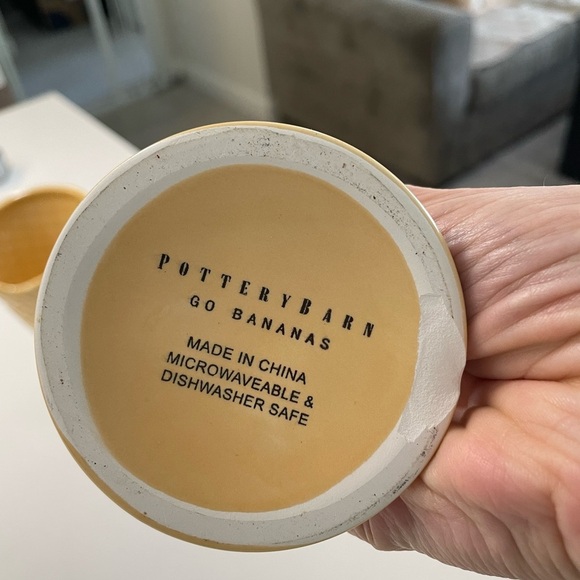 POTTERYBARN
GO BANANAS
MADE IN CHINA
MICROWAVEABLE &
DISHWASHER SAFE